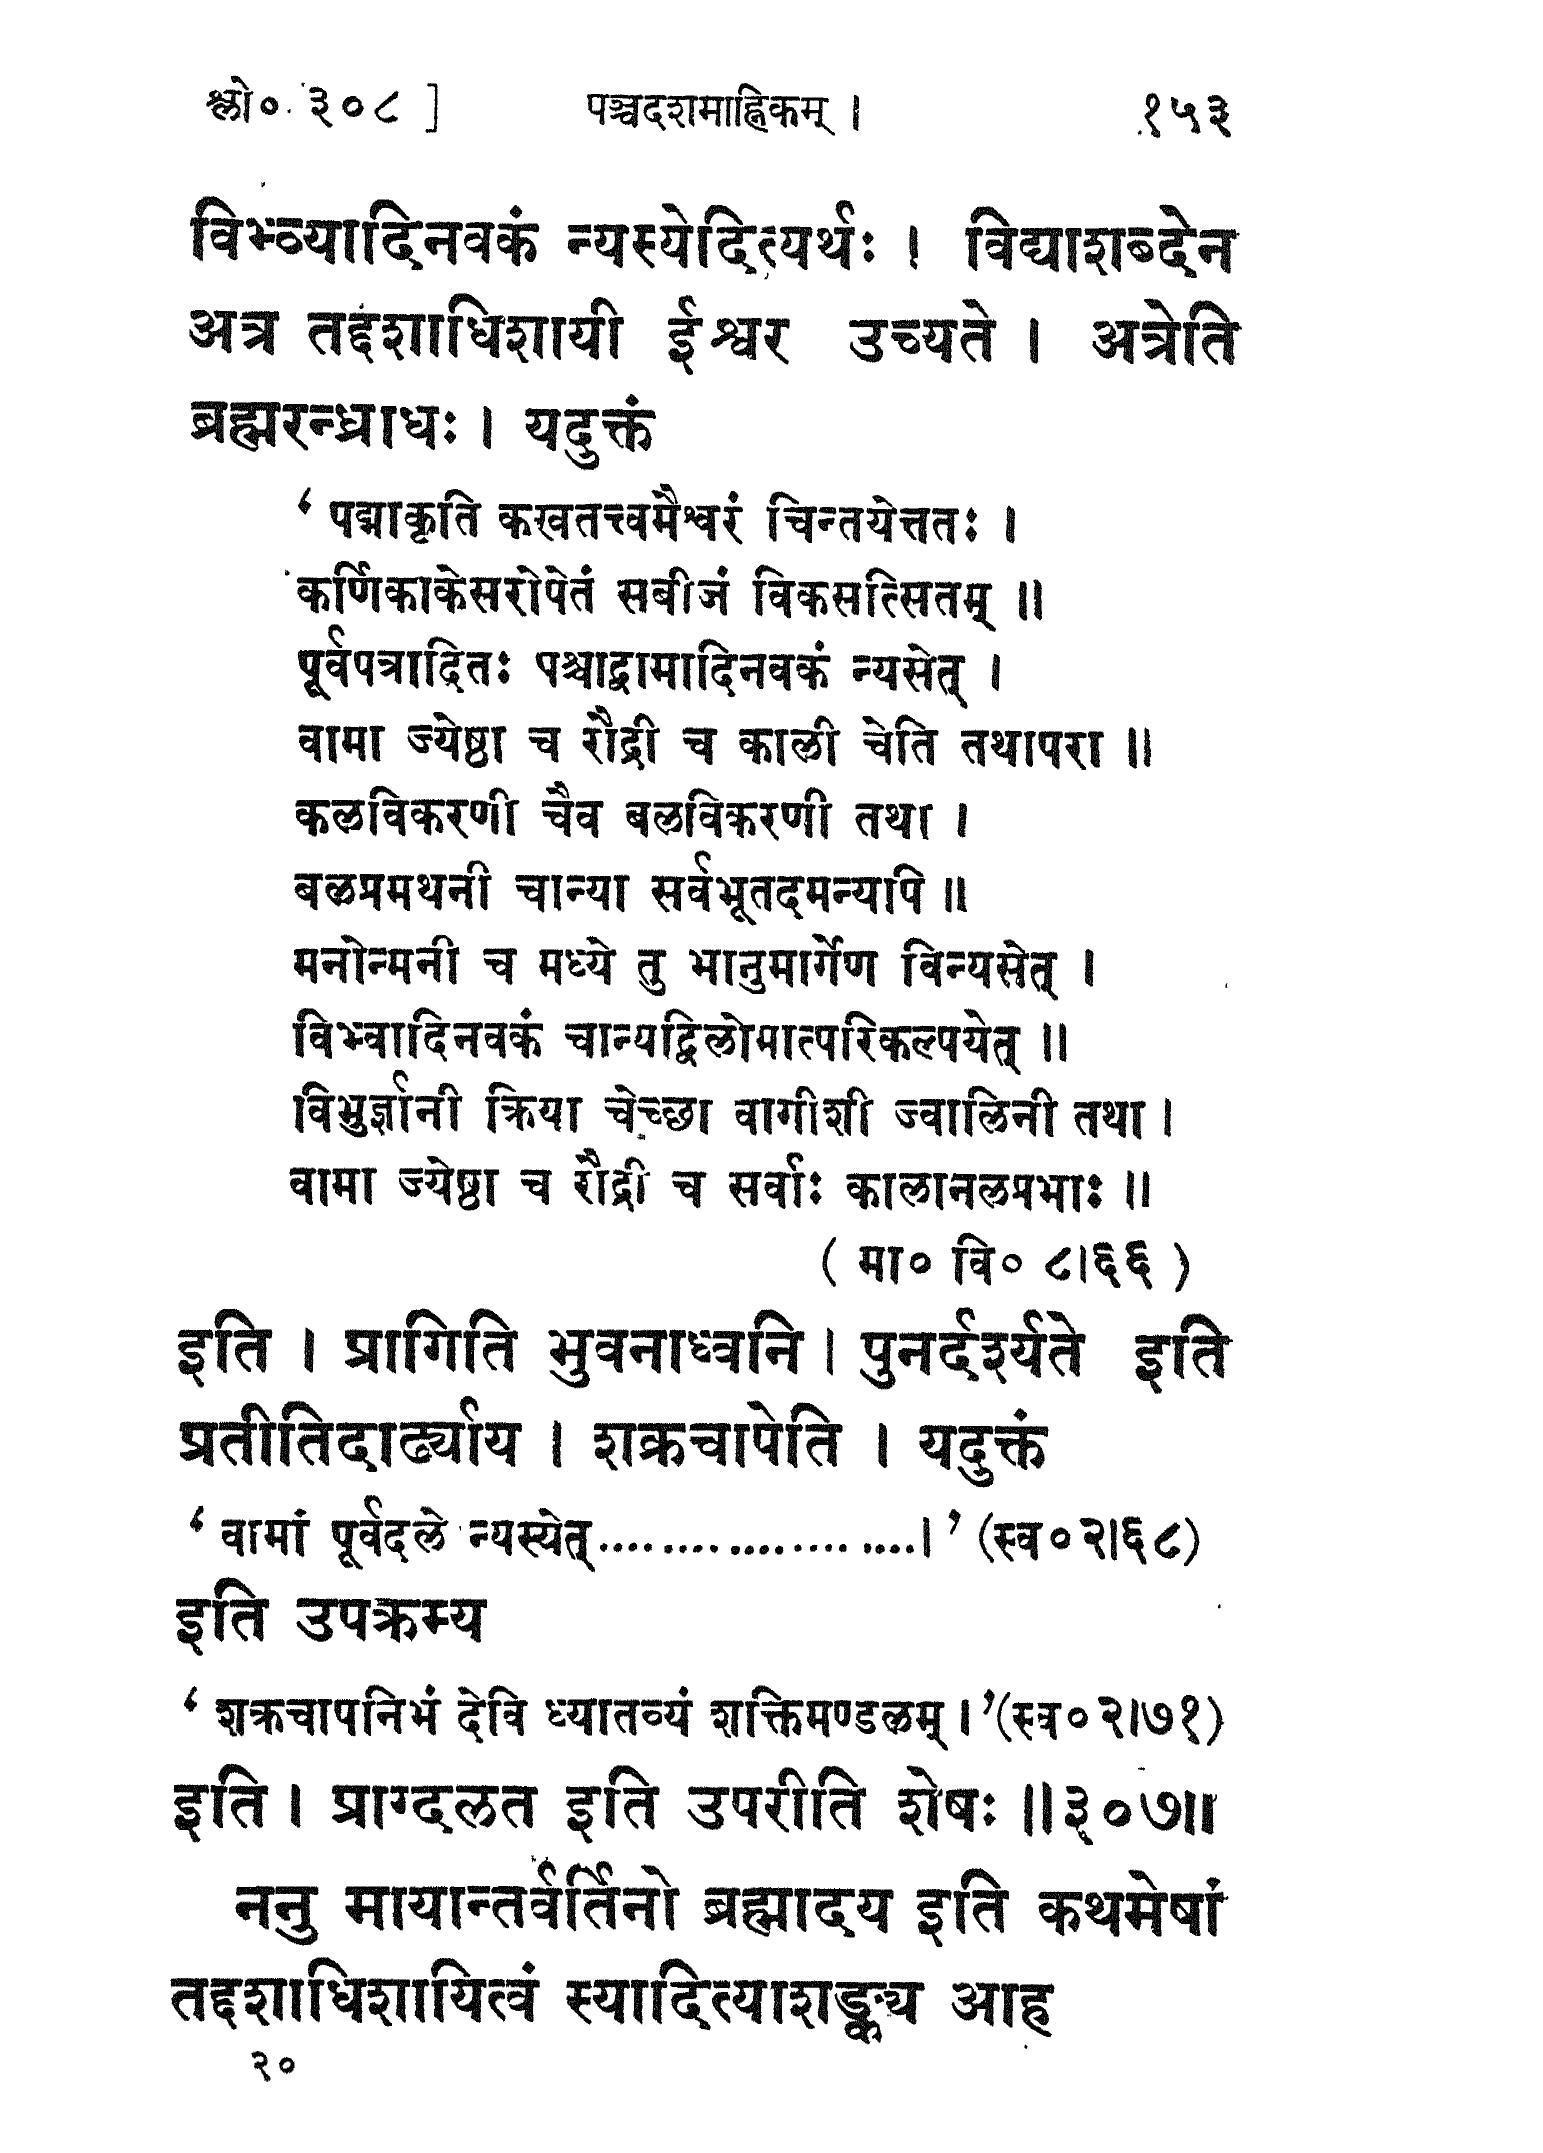 श्लो० ३०८ ] पञ्चदशमाह्निकम् । १५३
विभ्व्यादिनवकं न्यस्येदित्यर्थः । विद्याशब्देन
अत्र तद्दशाधिशायी ईश्वर उच्यते । अत्रेति
ब्रह्मरन्ध्राधः । यदुक्तं
‘ पद्माकृति कखतत्त्वमैश्वरं चिन्तयेत्ततः ।
कर्णिकाकेसरोपेतं सबीजं विकसत्सितम् ॥
पूर्वपत्रादितः पश्चाद्वामादिनवकं न्यसेत् ।
वामा ज्येष्ठा च रौद्री च काली चेति तथापरा ॥
कलविकरणी चैव बलविकरणी तथा ।
बलप्रमथनी चान्या सर्वभूतदमन्यपि ॥
मनोन्मनी च मध्ये तु भानुमार्गेण विन्यसेत् ।
विभ्वादिनवकं चान्यद्विलोमात्परिकल्पयेत् ॥
विभुर्ज्ञानी क्रिया चेच्छा वागीशी ज्वालिनी तथा ।
वामा ज्येष्ठा च रौद्री च सर्वाः कालानलप्रभाः ॥
( मा० वि० ८।६६ )
इति । प्रागिति भुवनाध्वनि । पुनर्दर्श्यते इति
प्रतीतिदार्ढ्याय । शक्रचापेति । यदुक्तं
‘ वामां पूर्वदले न्यस्येत्....................।’ (स्व० २।६८)
इति उपक्रम्य
‘ शक्रचापनिभं देवि ध्यातव्यं शक्तिमण्डलम् ।’(स्व० २।७१)
इति । प्राग्दलत इति उपरीति शेषः ॥३०७॥
ननु मायान्तर्वर्तिनो ब्रह्मादय इति कथमेषां
तद्दशाधिशायित्वं स्यादित्याशङ्क्य आह
२०